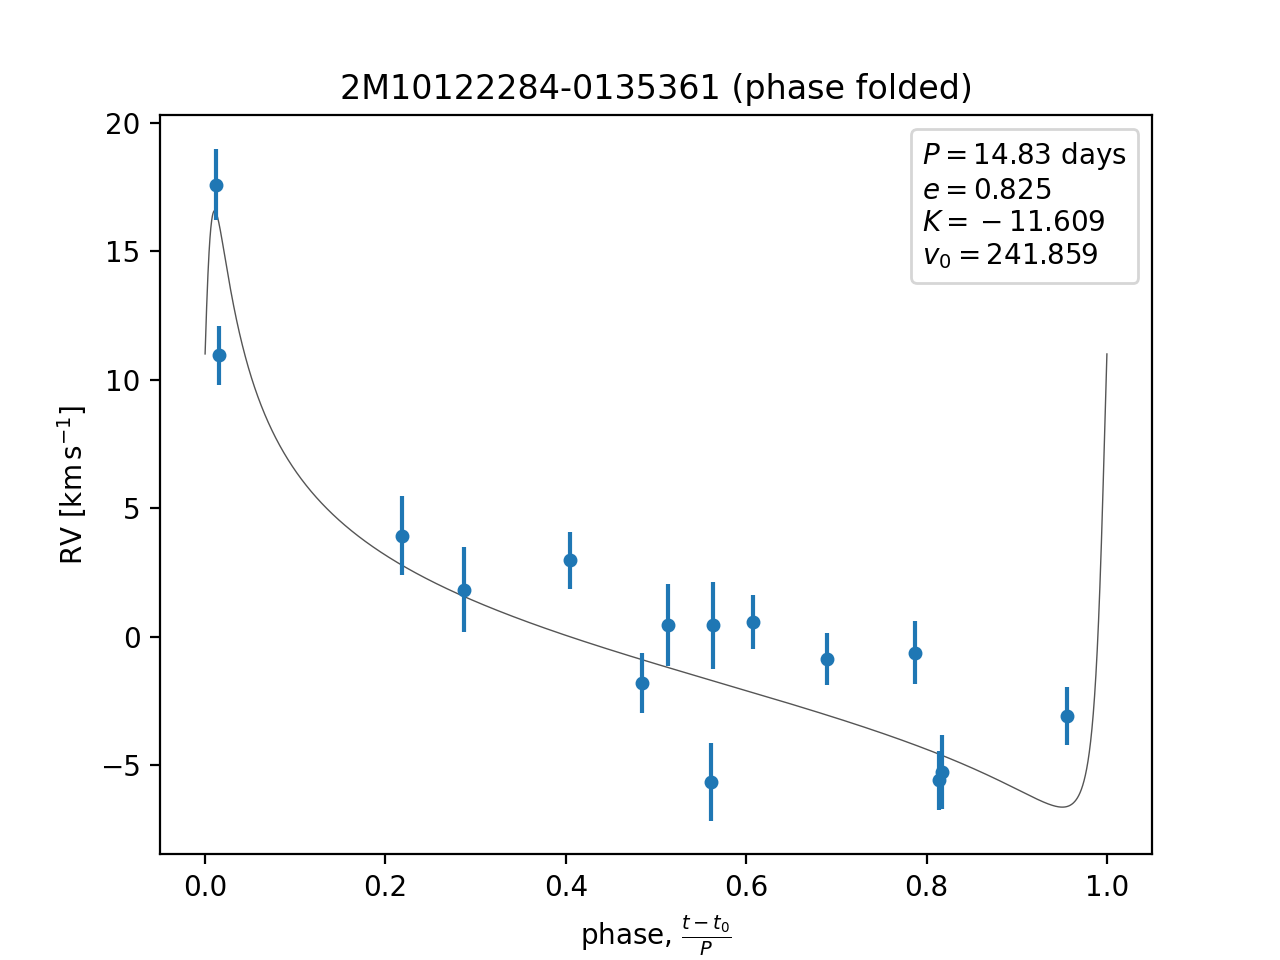 2M10122284-0135361 (phase folded)
P = 14.83 days
e = 0.825
K = −11.609
v₀ = 241.859
RV [km s⁻¹]
20
15
10
5
0
−5
0.0 0.2 0.4 0.6 0.8 1.0
phase, (t − t₀)/P